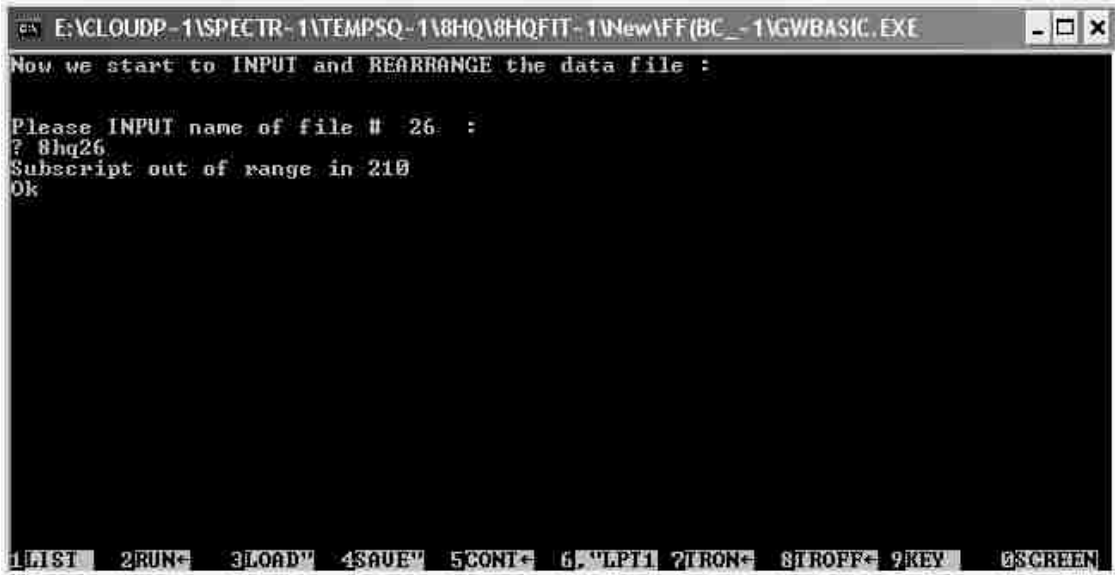 E:\CLOUDP~1\SPECTR~1\TEMPSQ~1\8HQ\8HQFIT~1\New\FF(BC_~1\GWBASIC.EXE
Now we start to INPUT and REARRANGE the data file :
Please INPUT name of file # 26 :
? 8hq26
Subscript out of range in 210
Ok
1LIST 2RUN← 3LOAD" 4SAVE" 5CONT← 6,"LPT1 7TRON← 8TROFF← 9KEY 0SCREEN